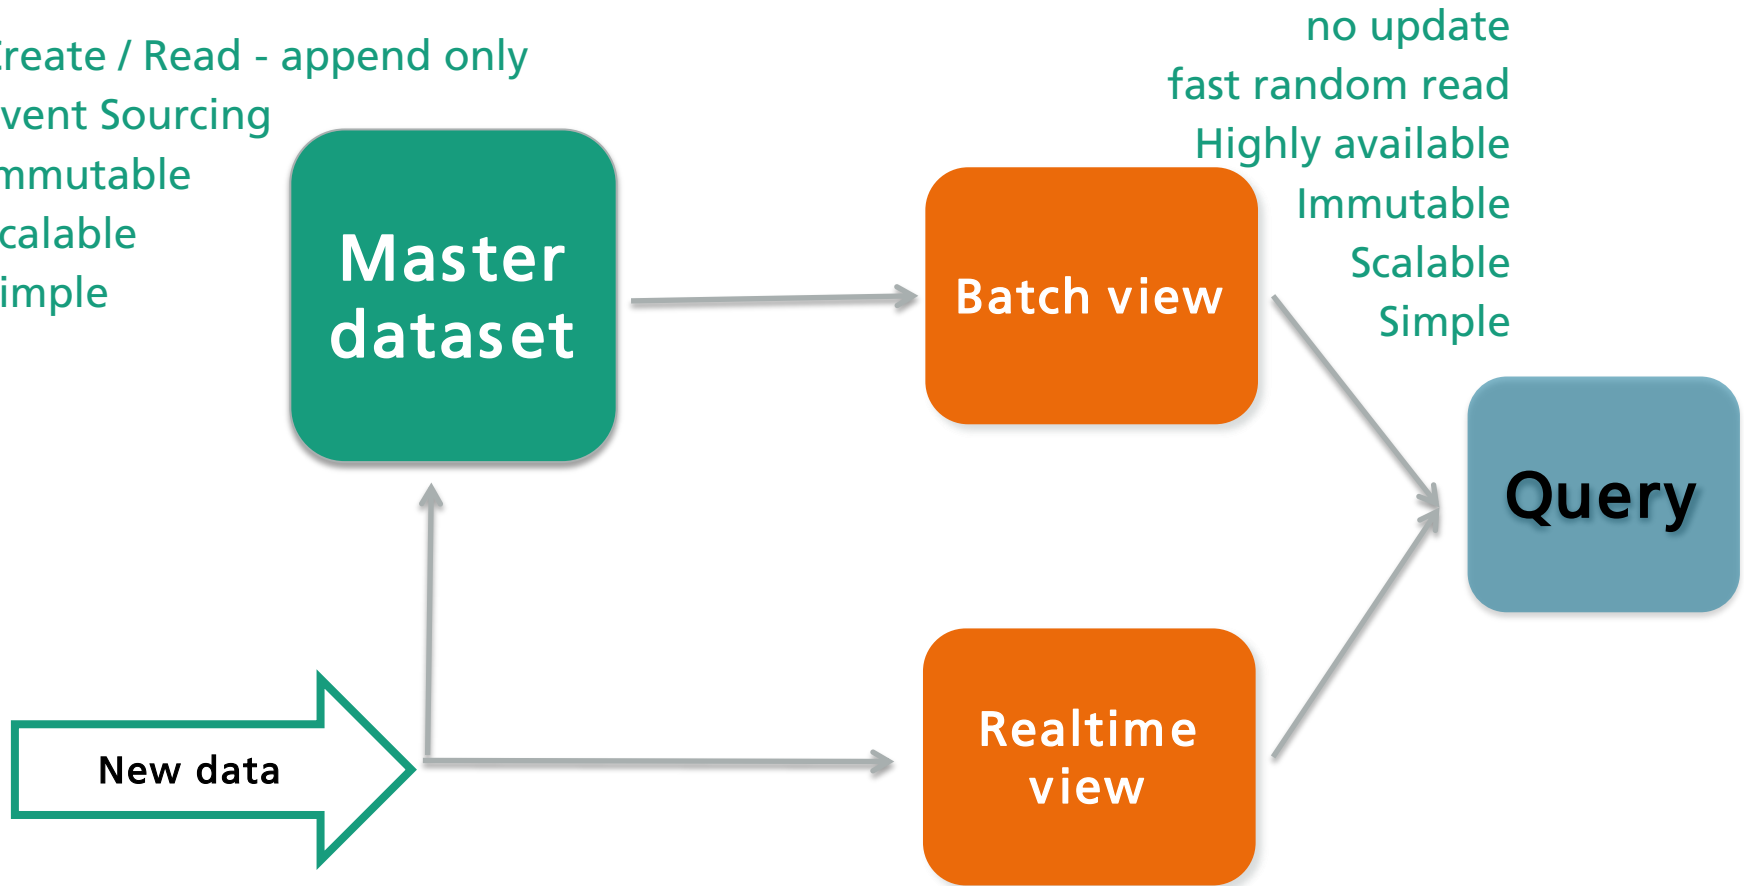 Create / Read - append only
vent Sourcing
mmutable
calable
imple
no update
fast random read
Highly available
Immutable
Scalable
Simple
Master
dataset
Batch view
Query
Realtime
view
New data